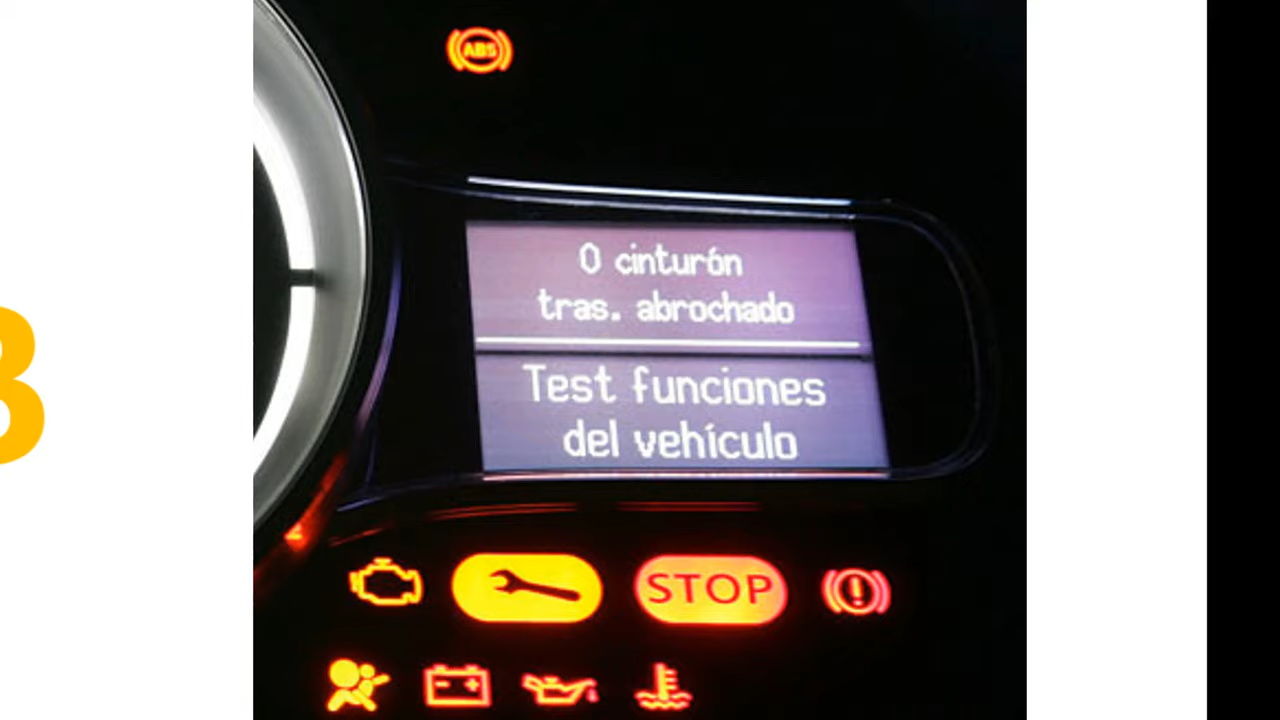 ABS
0 cinturón
tras. abrochado
Test funciones
del vehículo
STOP